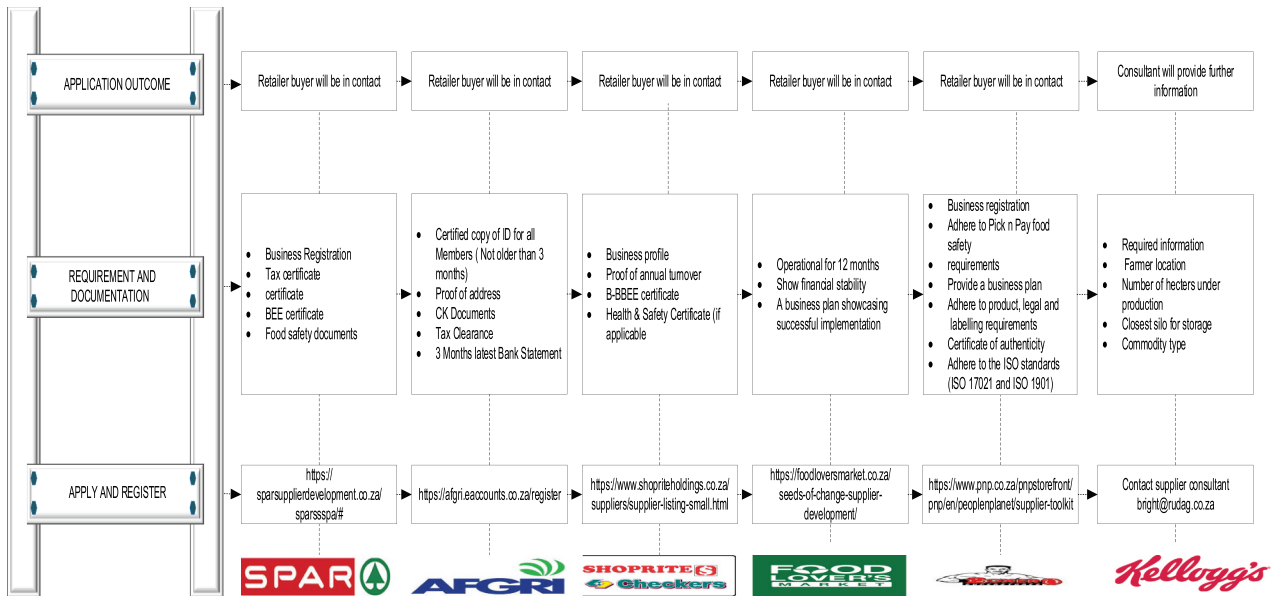 APPLICATION OUTCOME
Retailer buyer will be in contact
Retailer buyer will be in contact
Retailer buyer will be in contact
Retailer buyer will be in contact
Retailer buyer will be in contact
Consultant will provide further
information
REQUIREMENT AND
DOCUMENTATION
• Business Registration
• Tax certificate
• certificate
• BEE certificate
• Food safety documents
• Certified copy of ID for all
Members ( Not older than 3
months)
• Proof of address
• CK Documents
• Tax Clearance
• 3 Months latest Bank Statement
• Business profile
• Proof of annual turnover
• B-BBEE certificate
• Health & Safety Certificate (if
applicable
• Operational for 12 months
• Show financial stability
• A business plan showcasing
successful implementation
• Business registration
• Adhere to Pick n Pay food
safety
• requirements
• Provide a business plan
• Adhere to product, legal and
labelling requirements
• Certificate of authenticity
• Adhere to the ISO standards
(ISO 17021 and ISO 1901)
• Required information
• Farmer location
• Number of hecters under
production
• Closest silo for storage
• Commodity type
APPLY AND REGISTER
https://
sparsupplierdevelopment.co.za/
sparssspa/#
https://afgri.eaccounts.co.za/register
https://www.shopriteholdings.co.za/
suppliers/supplier-listing-small.html
https://foodloversmarket.co.za/
seeds-of-change-supplier-
development/
https://www.pnp.co.za/pnpstorefront/
pnp/en/peoplenplanet/supplier-toolkit
Contact supplier consultant
bright@rudag.co.za
SPAR
AFGRI
SHOPRITE S
Checkers
FOOD
LOVER'S
MARKET
Kellogg's